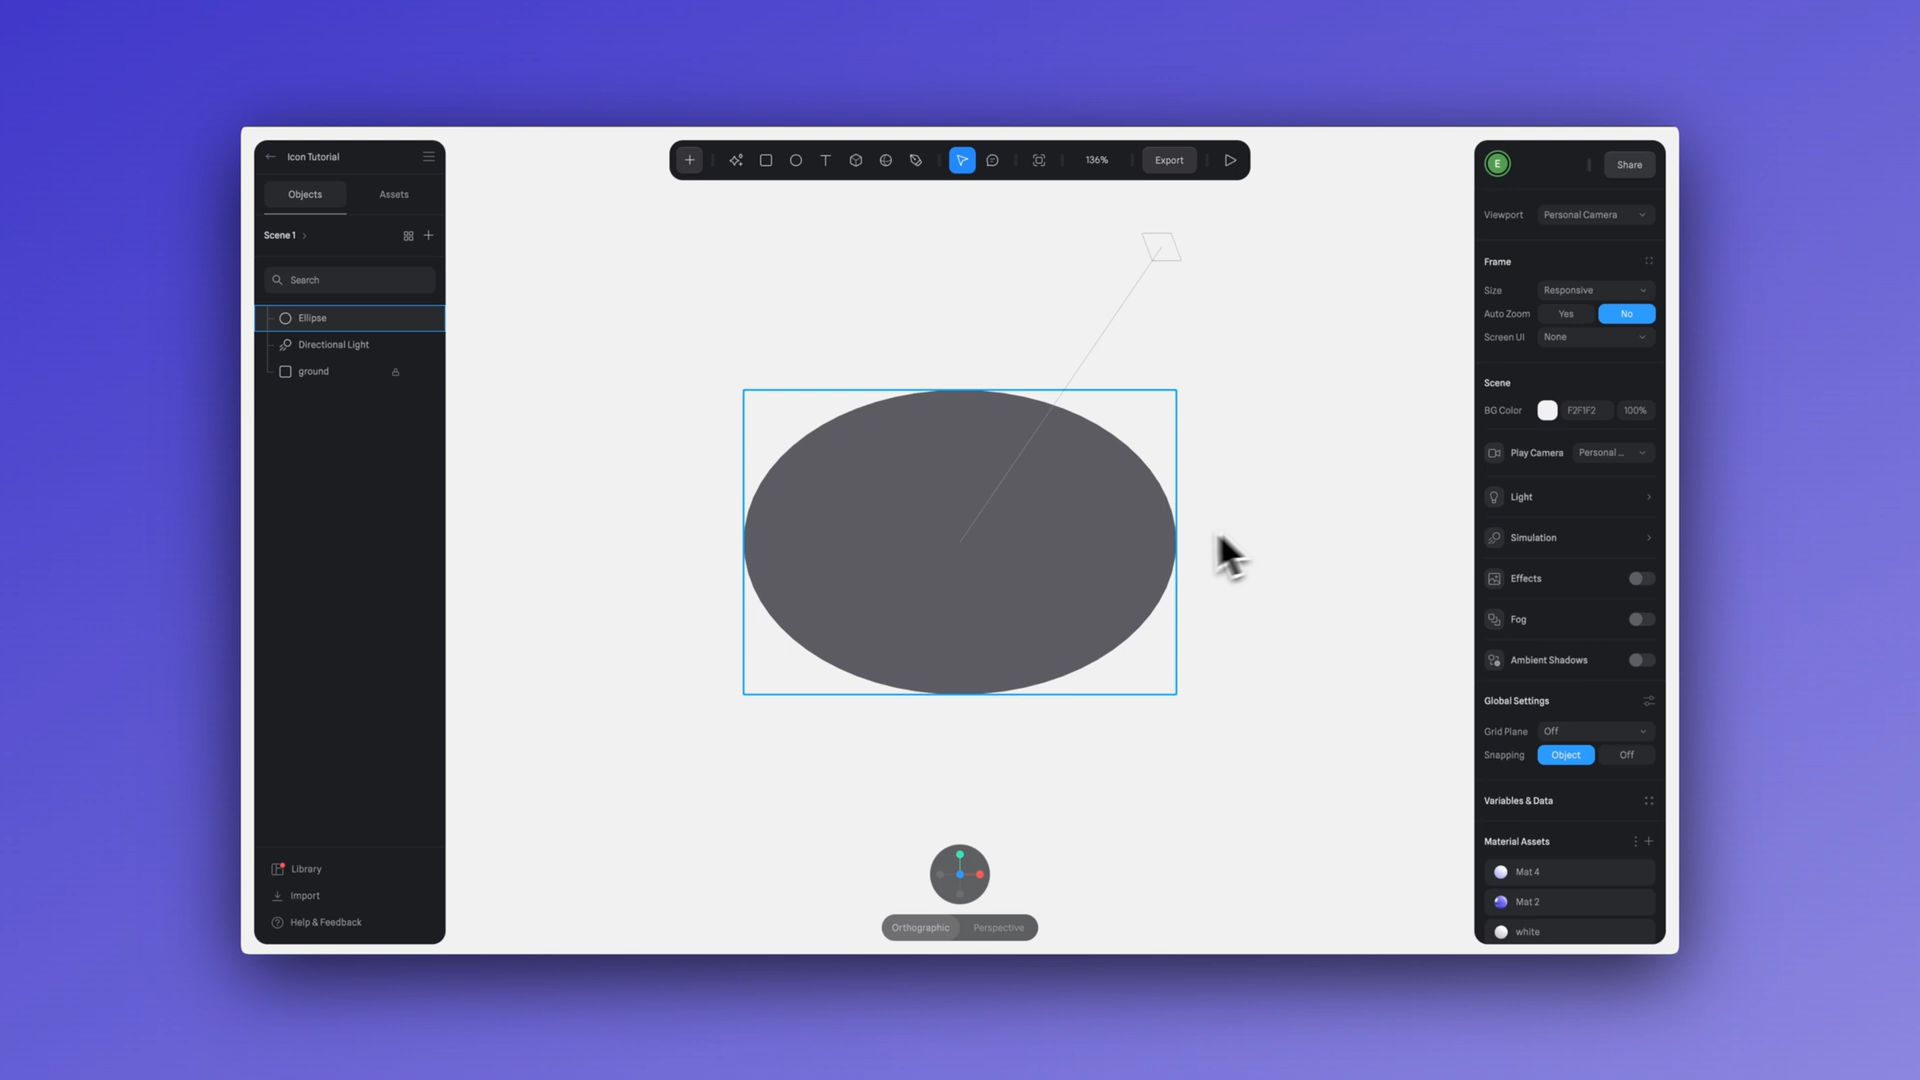 Icon Tutorial
Objects
Assets
Scene 1
Search
Ellipse
Directional Light
ground
Library
Import
Help & Feedback
136%
Export
Orthographic
Perspective
E
Share
Viewport
Personal Camera
Frame
Size
Responsive
Auto Zoom
Yes
No
Screen UI
None
Scene
BG Color
F2F1F2
100%
Play Camera
Personal ...
Light
Simulation
Effects
Fog
Ambient Shadows
Global Settings
Grid Plane
Off
Snapping
Object
Off
Variables & Data
Material Assets
Mat 4
Mat 2
white